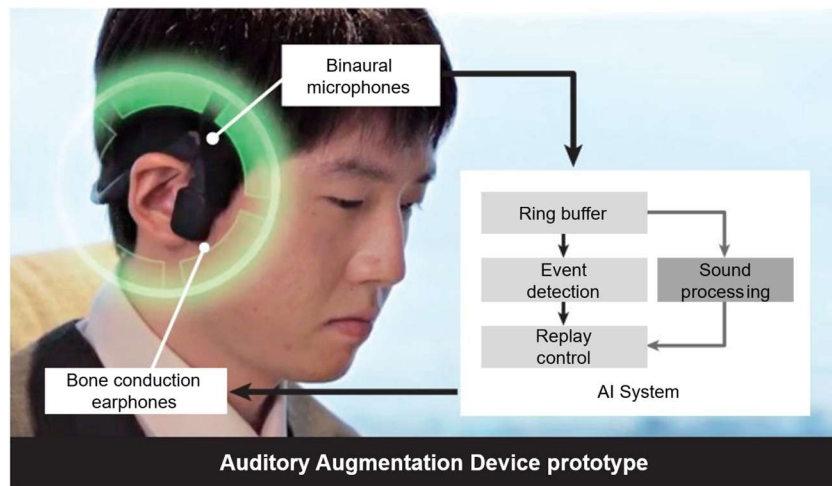 Binaural
microphones
Ring buffer
Event
detection
Sound
processing
Replay
control
AI System
Bone conduction
earphones
Auditory Augmentation Device prototype